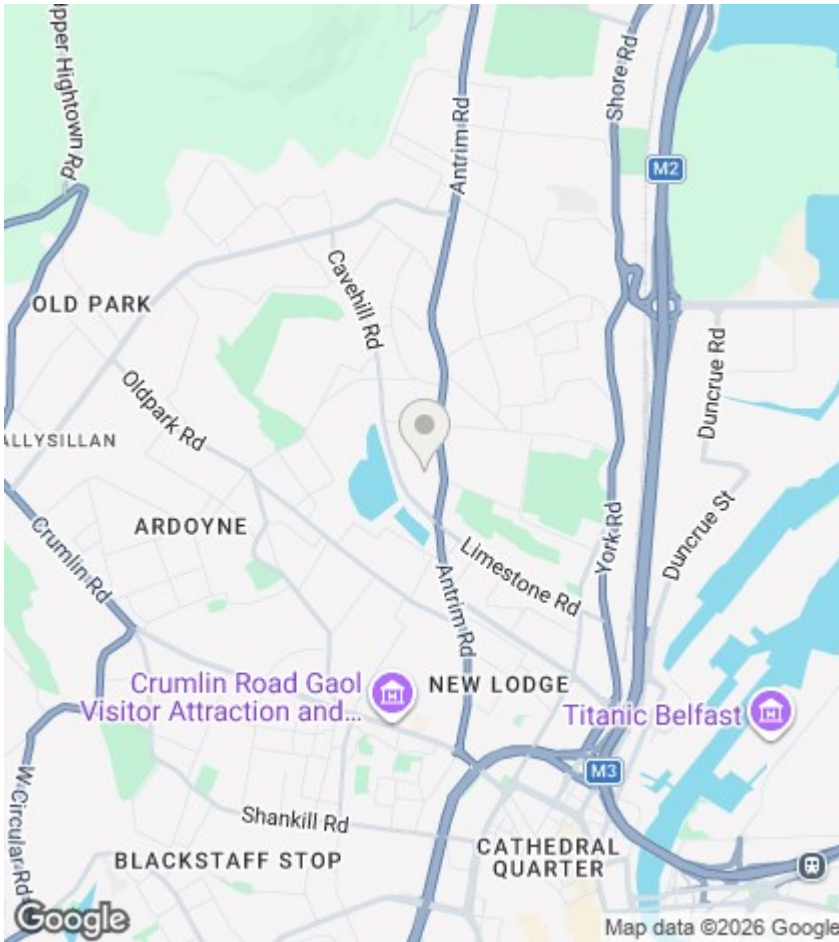 pper Hightown Rd
Antrim Rd
Shore Rd
M2
Cavehill Rd
OLD PARK
Oldpark Rd
Duncrue Rd
ALLYSILLAN
ARDOYNE
Crumlin Rd
Limestone Rd
York Rd
Duncrue St
Antrim Rd
Crumlin Road Gaol
Visitor Attraction and...
NEW LODGE
Titanic Belfast
M3
W Circular Rd
Shankill Rd
CATHEDRAL
QUARTER
BLACKSTAFF STOP
Google
Map data ©2026 Google